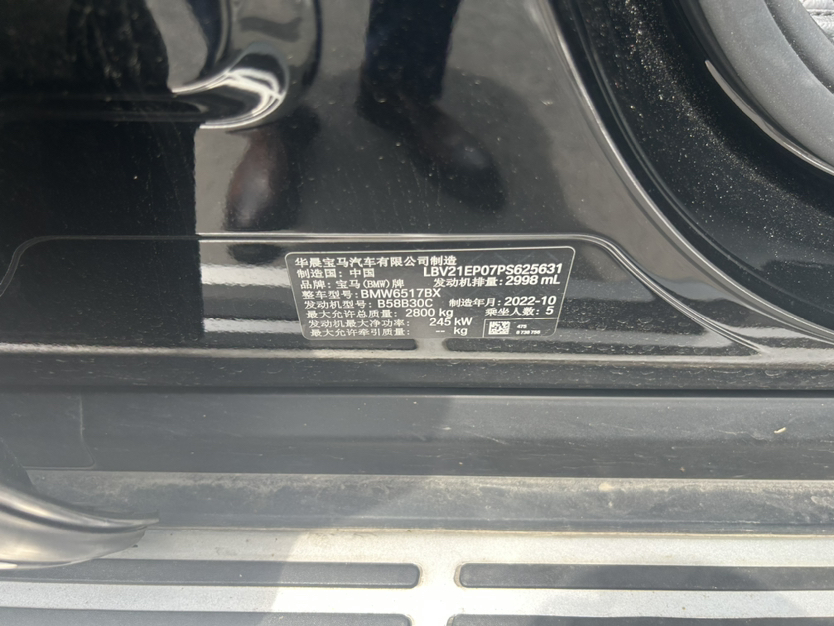 华晨宝马汽车有限公司制造
制造国：中国 LBV21EP07PS625631
品牌：宝马(BMW)牌 发动机排量：2998 mL
整车型号：BMW6517BX
发动机型号：B58B30C 制造年月：2022-10
最大允许总质量：2800 kg 乘坐人数：5
发动机最大净功率：245 kW
最大允许牵引质量：-- kg
475